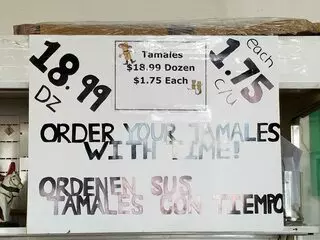 18.99
DZ
Tamales
$18.99 Dozen
$1.75 Each
each
1.75
c/u
ORDER YOUR TAMALES
WITH TIME!
ORDENEN SUS
TAMALES CON TIEMPO